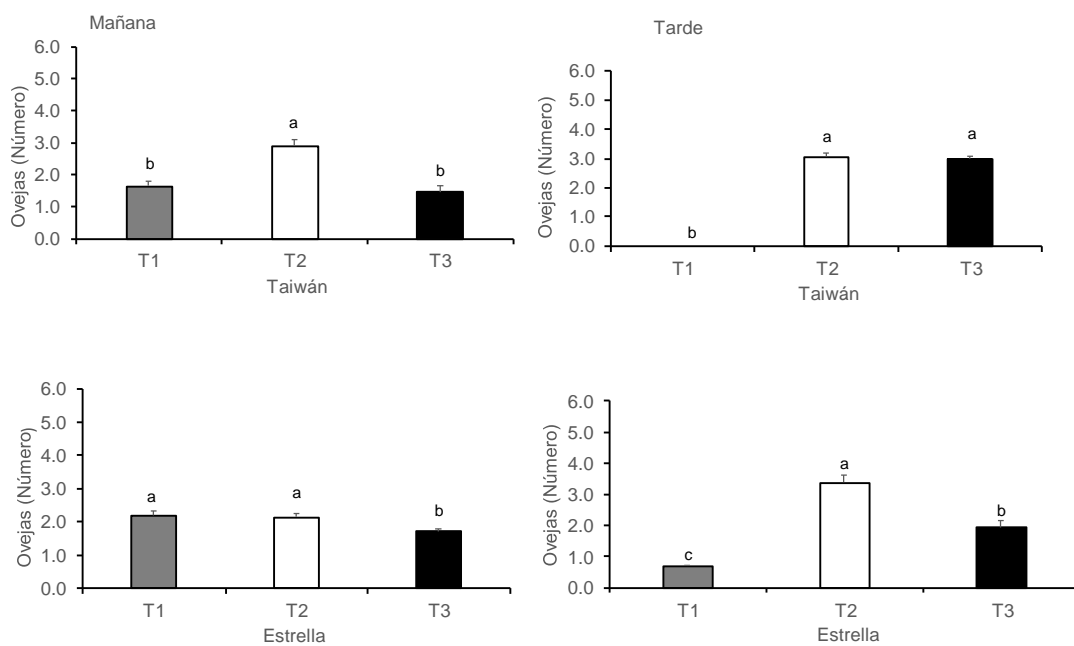 Mañana
6.0
5.0
4.0
3.0
2.0
1.0
0.0
Ovejas (Número)
b
a
b
T1 T2 T3
Taiwán
Tarde
6.0
5.0
4.0
3.0
2.0
1.0
0.0
Ovejas (Número)
b
a
a
T1 T2 T3
Taiwán
6.0
5.0
4.0
3.0
2.0
1.0
0.0
Ovejas (Número)
a
a
b
T1 T2 T3
Estrella
6.0
5.0
4.0
3.0
2.0
1.0
0.0
Ovejas (Número)
c
a
b
T1 T2 T3
Estrella